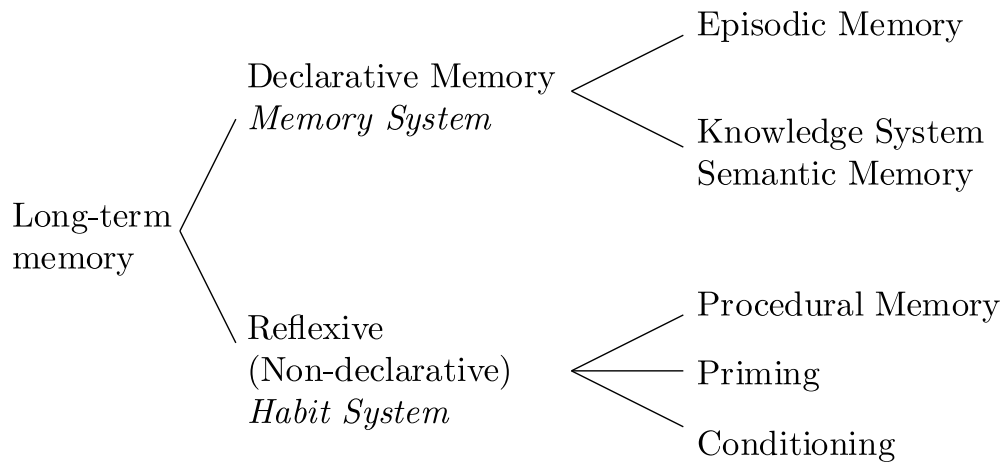 Long-term
memory
Declarative Memory
Memory System
Episodic Memory
Knowledge System
Semantic Memory
Reflexive
(Non-declarative)
Habit System
Procedural Memory
Priming
Conditioning